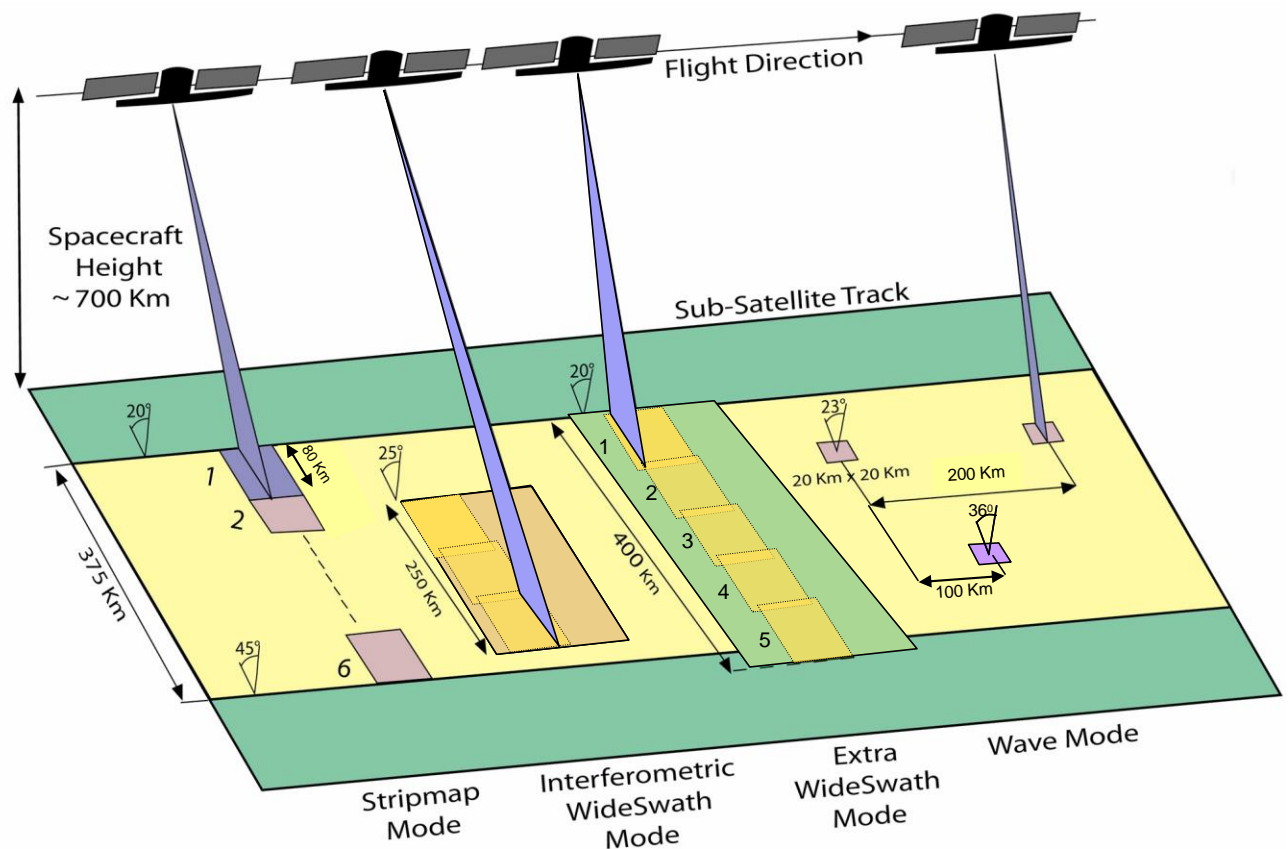 Flight Direction
Spacecraft
Height
~ 700 Km
Sub-Satellite Track
20°
20°
23°
80 Km
25°
1
1
20 Km x 20 Km
200 Km
2
2
36°
3
375 Km
250 Km
400 Km
4
100 Km
45°
6
5
Stripmap
Mode
Interferometric
WideSwath
Mode
Extra
WideSwath
Mode
Wave Mode